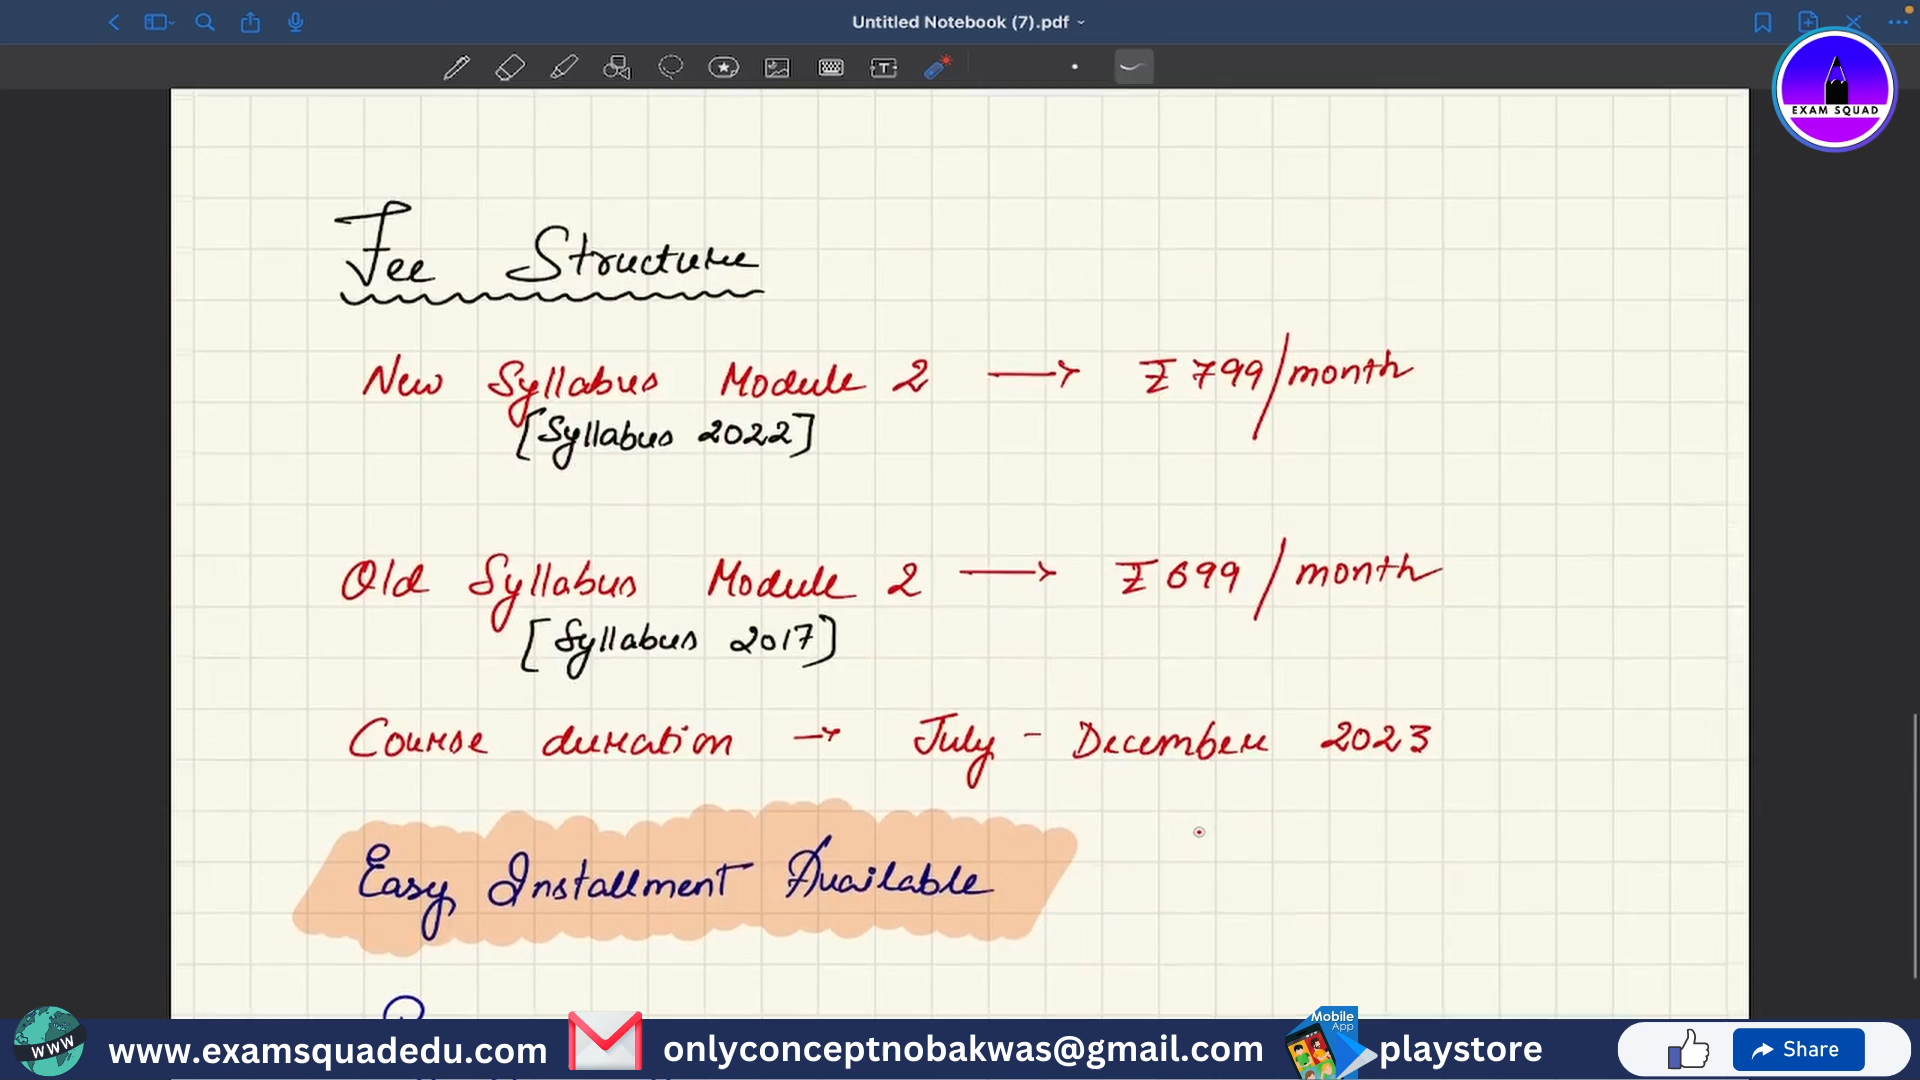 Untitled Notebook (7).pdf
EXAM SQUAD
Fee Structure
New Syllabus Module 2 → ₹ 799/month
[Syllabus 2022]
Old Syllabus Module 2 → ₹ 699/month
[Syllabus 2017]
Course duration → July - December 2023
Easy Installment Available
www
www.examsquadedu.com
onlyconceptnobakwas@gmail.com
Mobile App
playstore
Share